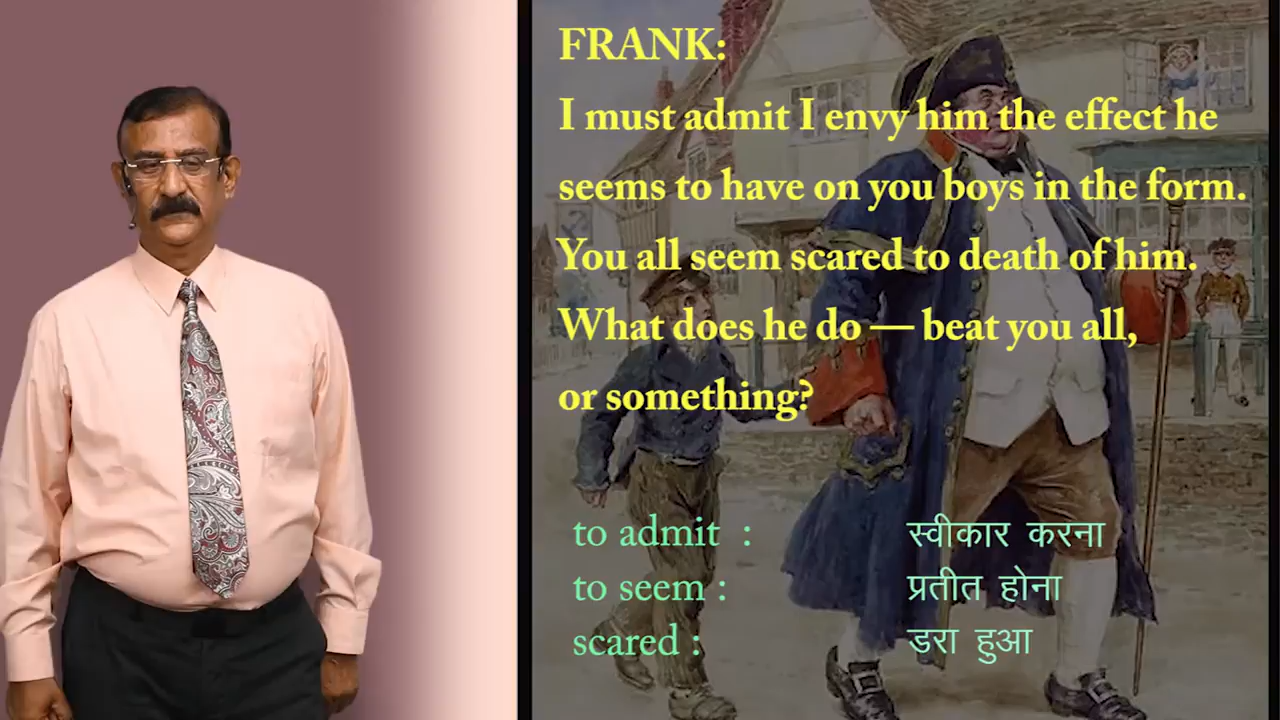 FRANK:
I must admit I envy him the effect he
seems to have on you boys in the form.
You all seem scared to death of him.
What does he do — beat you all,
or something?
to admit : स्वीकार करना
to seem : प्रतीत होना
scared : डरा हुआ